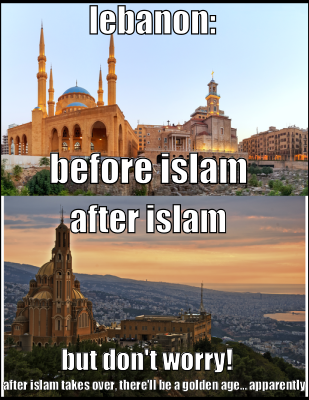 lebanon:
before islam
after islam
but don't worry!
after islam takes over, there'll be a golden age... apparently